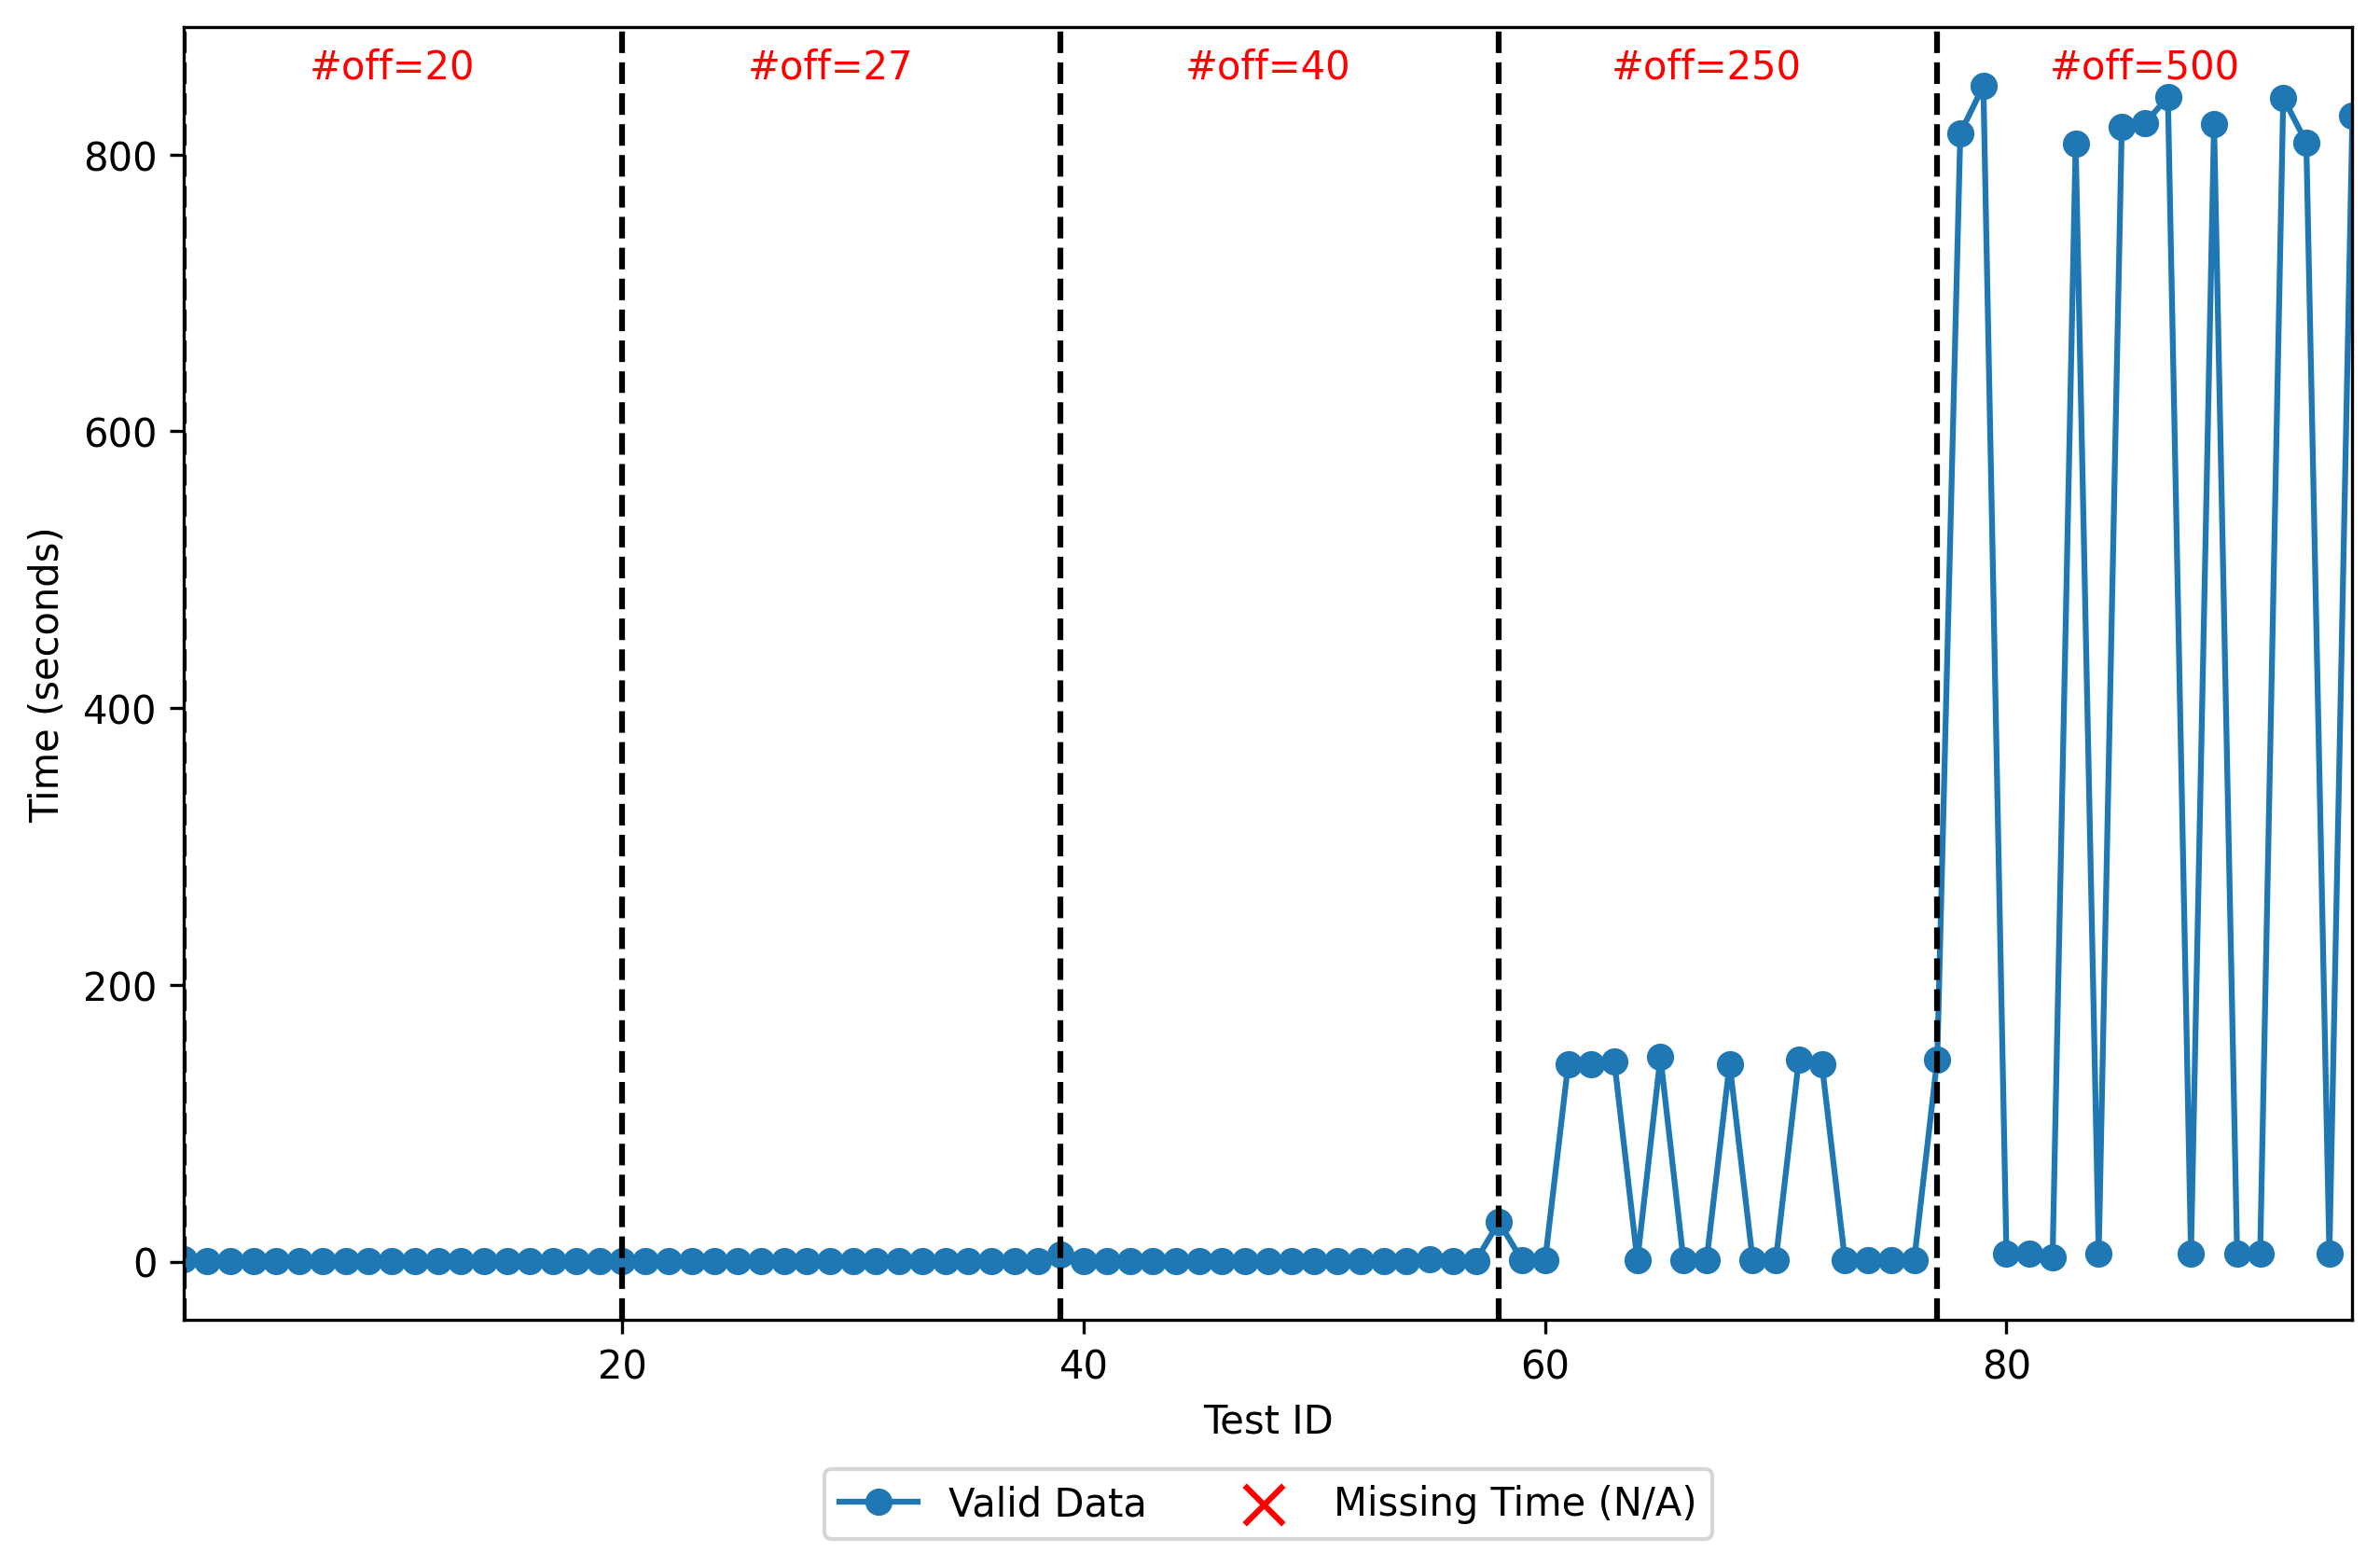 #off=20 #off=27 #off=40 #off=250 #off=500
800
600
400
200
0
Time (seconds)
20 40 60 80
Test ID
Valid Data Missing Time (N/A)